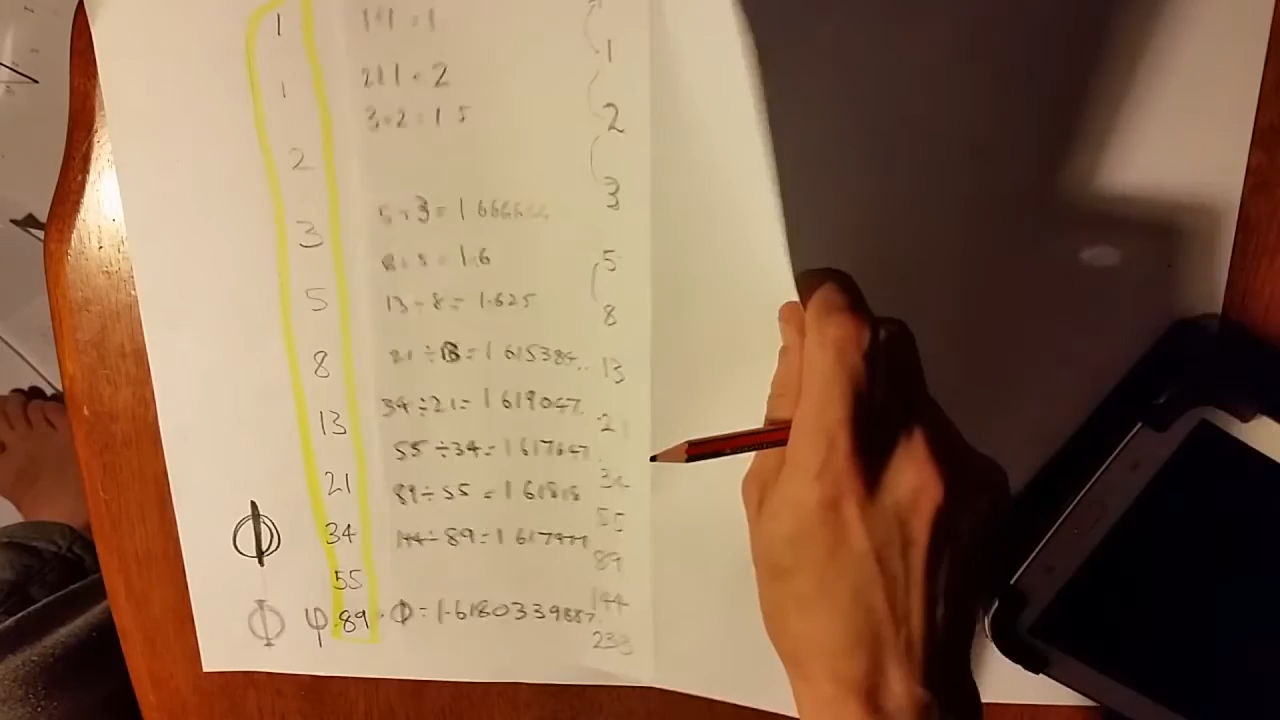 1 1÷1=1
1
1 2÷1=2
3÷2=1.5 2
2
3
3 5÷3=1.66666
8÷5=1.6 5
5 13÷8=1.625 8
8 21÷13=1.615384.. 13
13 34÷21=1.619047. 21
55÷34=1.617647
21 89÷55=1.61818 34
Φ 34 144÷89=1.617977 55
55 89
Φ φ 89 Φ=1.6180339887. 144
233